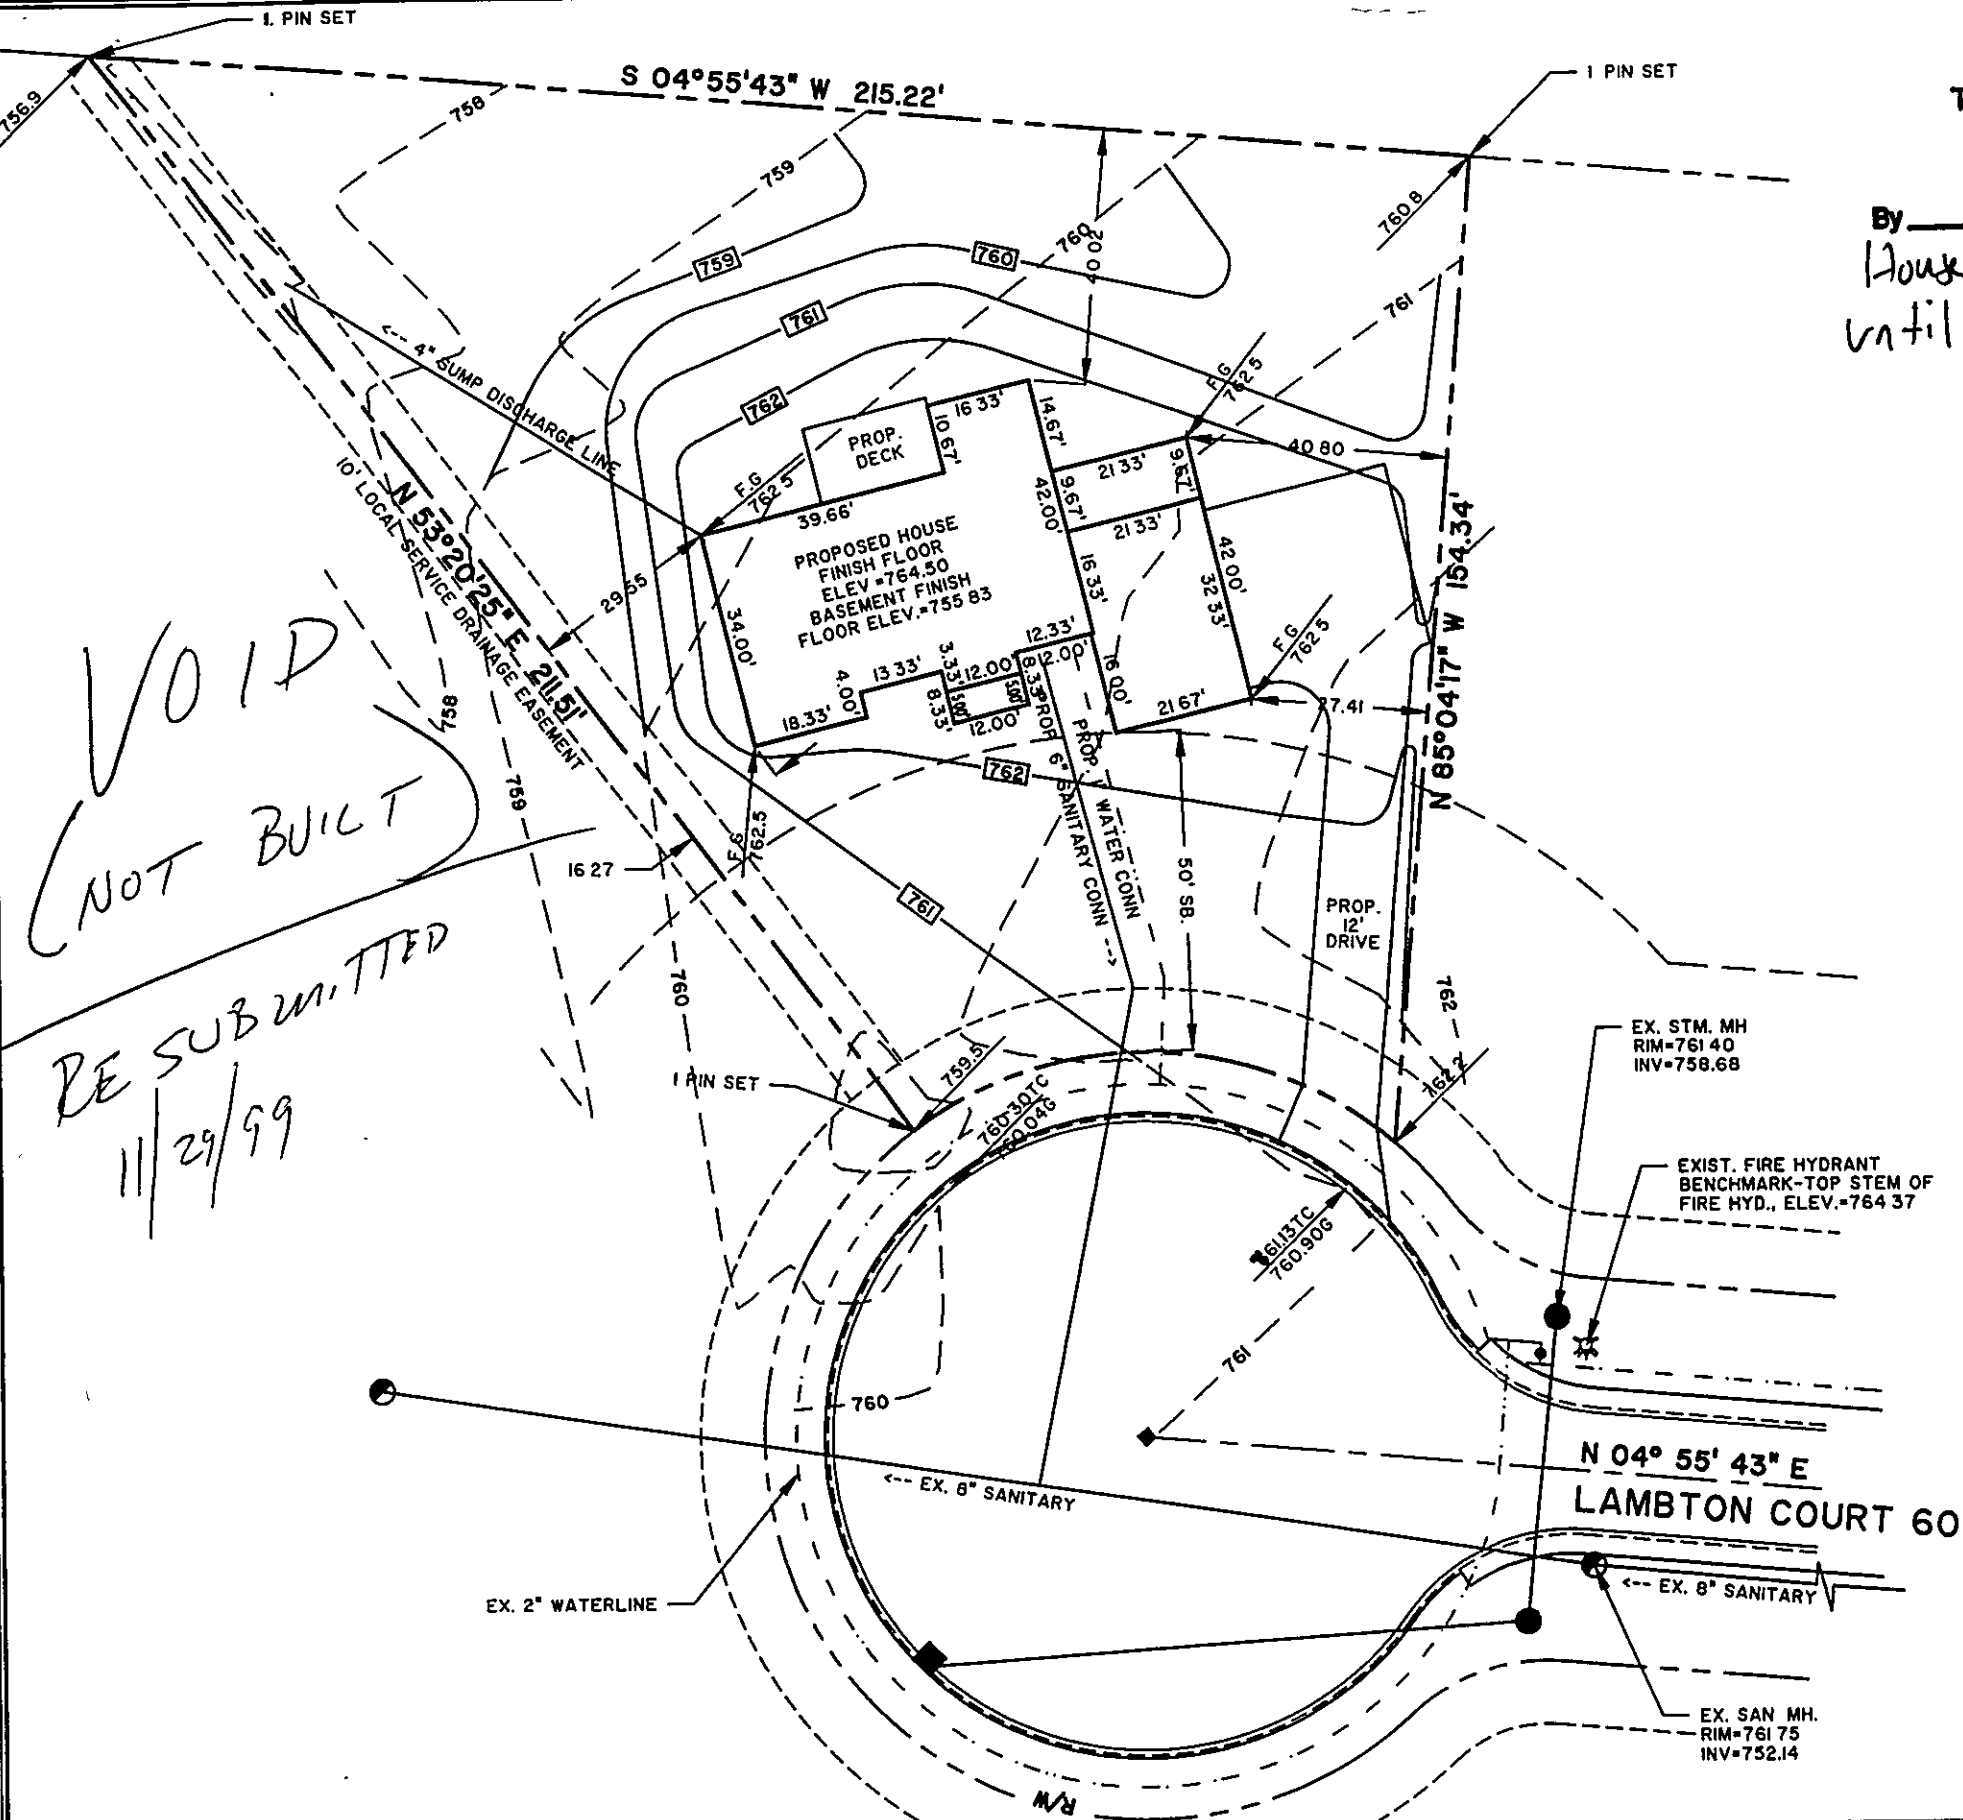 1. PIN SET
S 04°55'43" W 215.22'
1 PIN SET
756.9
758
759
760
40 02
760 8
By
House
until
759
760
761
761
762
<-- 4" SUMP DISCHARGE LINE
10' LOCAL SERVICE DRAINAGE EASEMENT
N 53°20'25" E 211.51'
F.G
762 5
16 33'
14.67'
10 67'
PROP.
DECK
F.G
762 5
40 80
21 33'
9.67'
9.67'
42.00'
21 33'
39.66'
PROPOSED HOUSE
FINISH FLOOR
ELEV =764.50
BASEMENT FINISH
FLOOR ELEV.=755 83
16 33'
42 00'
32 33'
N 85°04'17" W 154.34'
29.55
34.00'
F.G
762 5
12.33'
12.00'
16 00'
13 33'
3.33'
12.00'
8.33'
4.00'
5.00'
5.00'
8.33'
12.00'
18.33'
21 67'
27.41
VOID
(NOT BUILT)
758
759
762
PROP. 6" SANITARY CONN -->
PROP. 1" WATER CONN
50' SB.
F.G
762.5
16 27
761
PROP.
12'
DRIVE
RE SUBMITTED
11/29/99
760
762
EX. STM. MH
RIM=761 40
INV=758.68
1 PIN SET
759.5
760.30TC
760.04G
762.2
EXIST. FIRE HYDRANT
BENCHMARK-TOP STEM OF
FIRE HYD., ELEV.=764 37
761.13TC
760.90G
761
760
N 04° 55' 43" E
LAMBTON COURT 60
<-- EX. 8" SANITARY
<-- EX. 8" SANITARY
EX. 2" WATERLINE
EX. SAN MH.
RIM=761 75
INV=752.14
R/W